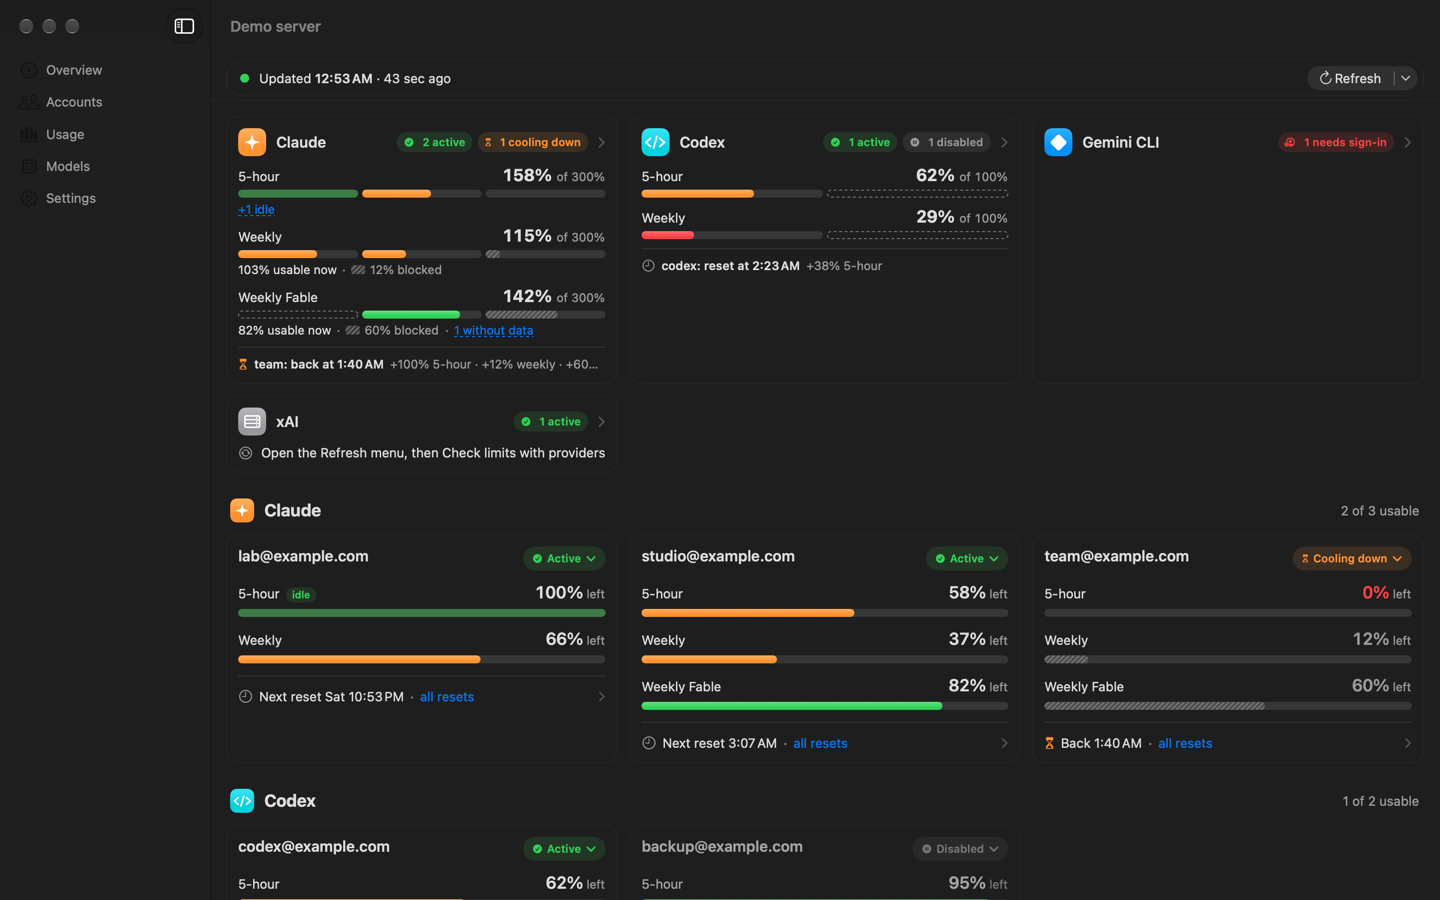 Demo server
Overview
Accounts
Usage
Models
Settings
Updated 12:53 AM · 43 sec ago
Refresh
Claude
2 active
1 cooling down
5-hour
158% of 300%
+1 idle
Weekly
115% of 300%
103% usable now · 12% blocked
Weekly Fable
142% of 300%
82% usable now · 60% blocked · 1 without data
team: back at 1:40 AM +100% 5-hour · +12% weekly · +60...
Codex
1 active
1 disabled
5-hour
62% of 100%
Weekly
29% of 100%
codex: reset at 2:23 AM +38% 5-hour
Gemini CLI
1 needs sign-in
xAI
1 active
Open the Refresh menu, then Check limits with providers
Claude
2 of 3 usable
lab@example.com
Active
5-hour idle
100% left
Weekly
66% left
Next reset Sat 10:53 PM · all resets
studio@example.com
Active
5-hour
58% left
Weekly
37% left
Weekly Fable
82% left
Next reset 3:07 AM · all resets
team@example.com
Cooling down
5-hour
0% left
Weekly
12% left
Weekly Fable
60% left
Back 1:40 AM · all resets
Codex
1 of 2 usable
codex@example.com
Active
5-hour
62% left
backup@example.com
Disabled
5-hour
95% left